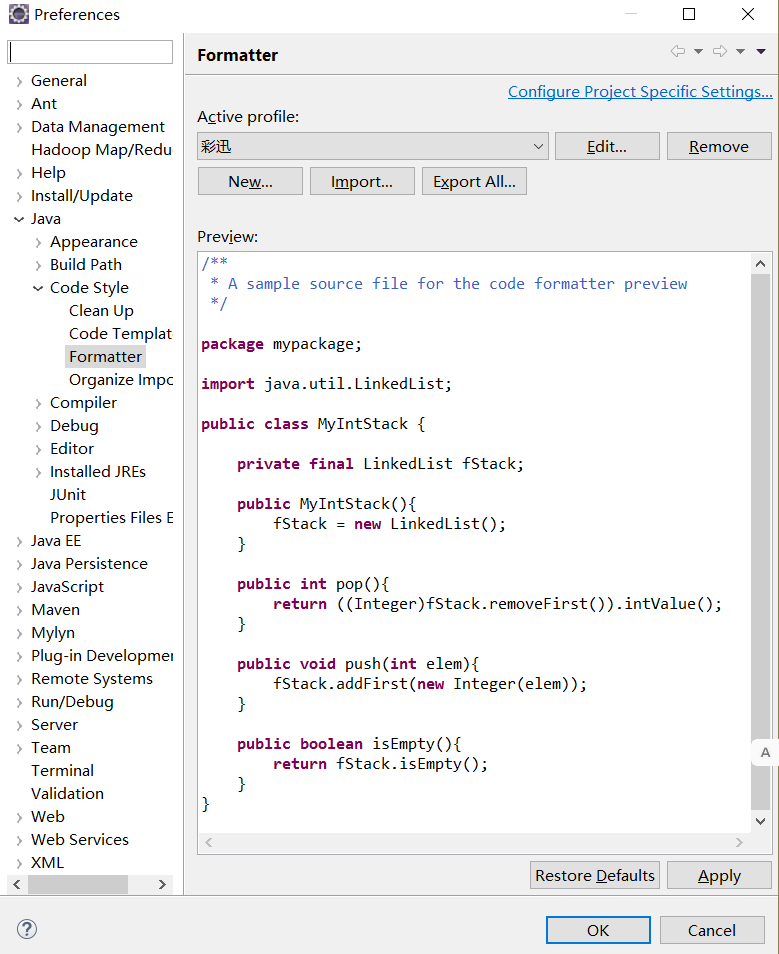 Preferences
General
Ant
Data Management
Hadoop Map/Redu
Help
Install/Update
Java
Appearance
Build Path
Code Style
Clean Up
Code Templat
Formatter
Organize Impo
Compiler
Debug
Editor
Installed JREs
JUnit
Properties Files E
Java EE
Java Persistence
JavaScript
Maven
Mylyn
Plug-in Developmen
Remote Systems
Run/Debug
Server
Team
Terminal
Validation
Web
Web Services
XML
Formatter
Configure Project Specific Settings...
Active profile:
彩迅
Edit...
Remove
New...
Import...
Export All...
Preview:
/**
 * A sample source file for the code formatter preview
 */
package mypackage;
import java.util.LinkedList;
public class MyIntStack {
    private final LinkedList fStack;
    public MyIntStack(){
        fStack = new LinkedList();
    }
    public int pop(){
        return ((Integer)fStack.removeFirst()).intValue();
    }
    public void push(int elem){
        fStack.addFirst(new Integer(elem));
    }
    public boolean isEmpty(){
        return fStack.isEmpty();
    }
}
A
Restore Defaults
Apply
?
OK
Cancel